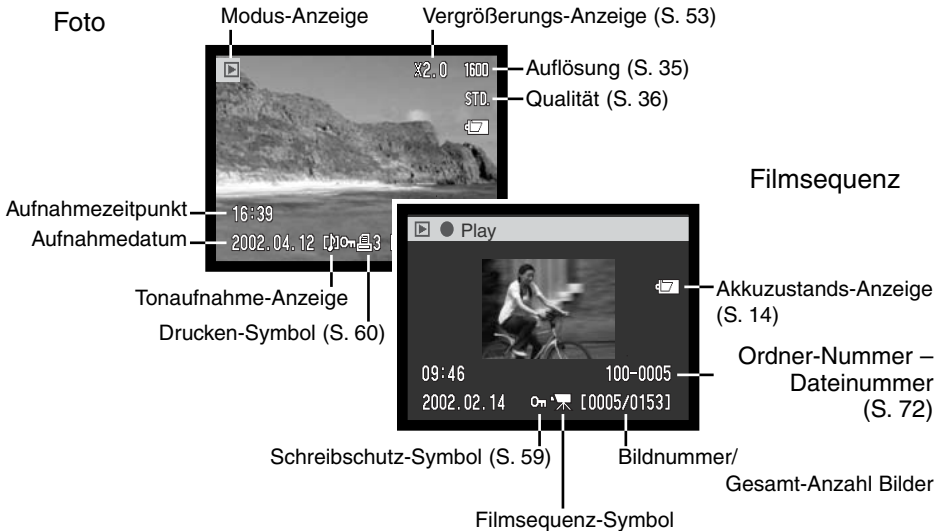 Foto
Modus-Anzeige
Vergrößerungs-Anzeige (S. 53)
X2.0 1600
Auflösung (S. 35)
STD.
Qualität (S. 36)
Filmsequenz
Aufnahmezeitpunkt
16:39
Aufnahmedatum
2002.04.12 3 [
Play
Tonaufnahme-Anzeige
Drucken-Symbol (S. 60)
Akkuzustands-Anzeige
(S. 14)
09:46 100-0005
Ordner-Nummer –
Dateinummer
(S. 72)
2002.02.14 [0005/0153]
Schreibschutz-Symbol (S. 59)
Bildnummer/
Gesamt-Anzahl Bilder
Filmsequenz-Symbol